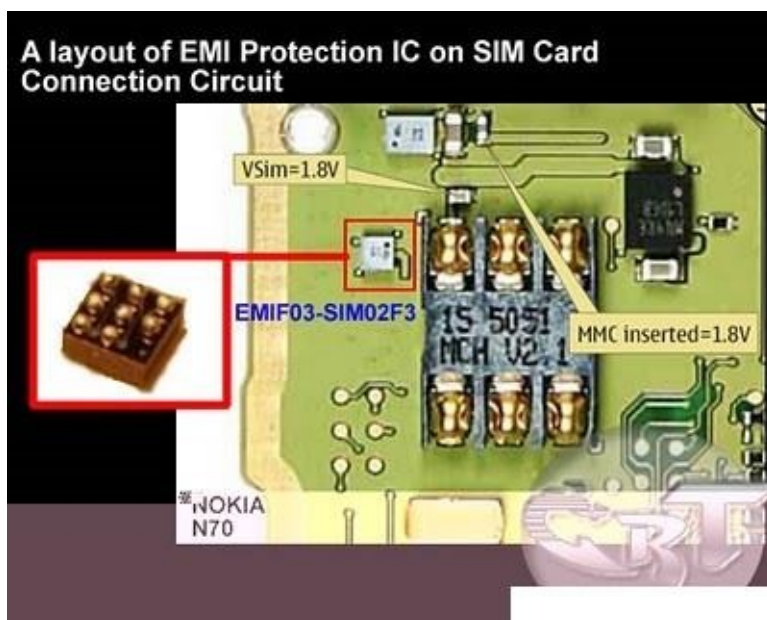 A layout of EMI Protection IC on SIM Card
Connection Circuit
VSim=1.8V
EMIF03-SIM02F3
15 5051
MCH V2.1
MMC inserted=1.8V
NOKIA
N70